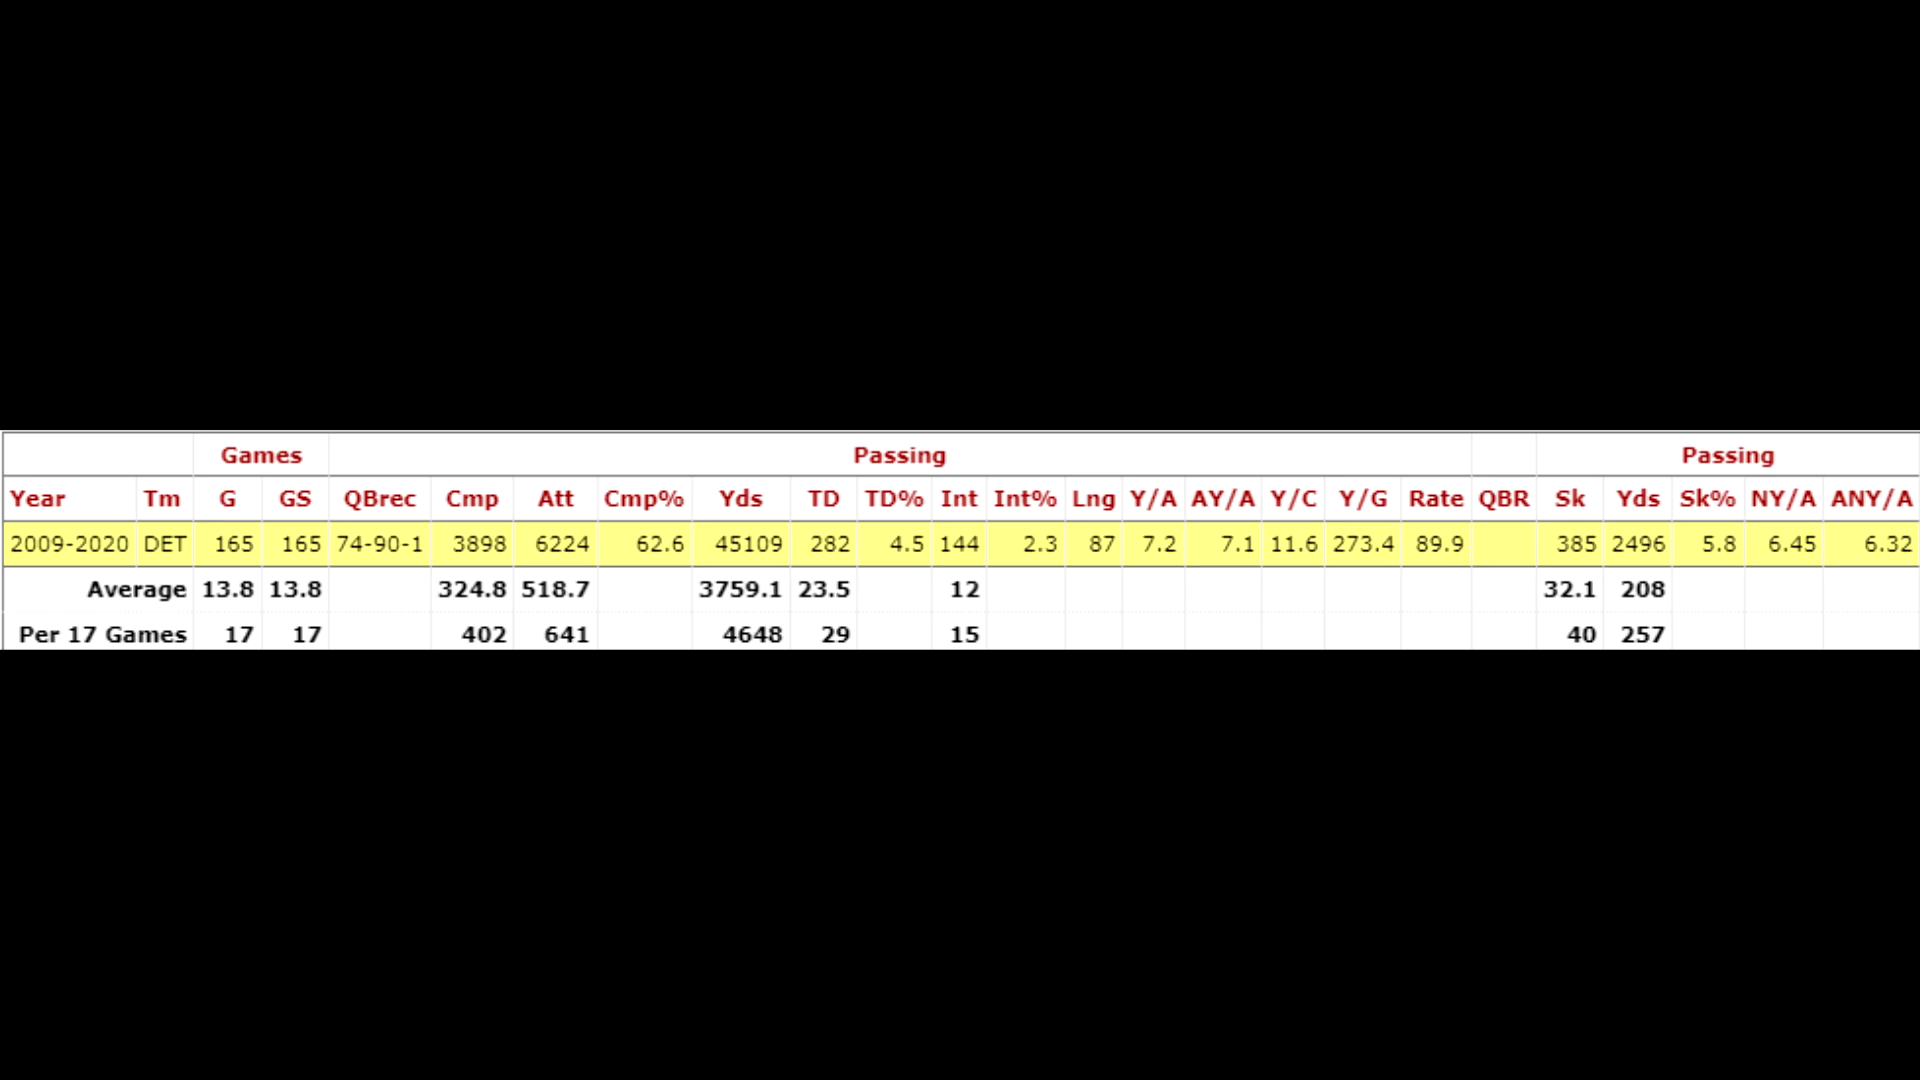 Games Passing Passing
Year Tm G GS QBrec Cmp Att Cmp% Yds TD TD% Int Int% Lng Y/A AY/A Y/C Y/G Rate QBR Sk Yds Sk% NY/A ANY/A
2009-2020 DET 165 165 74-90-1 3898 6224 62.6 45109 282 4.5 144 2.3 87 7.2 7.1 11.6 273.4 89.9 385 2496 5.8 6.45 6.32
Average 13.8 13.8 324.8 518.7 3759.1 23.5 12 32.1 208
Per 17 Games 17 17 402 641 4648 29 15 40 257